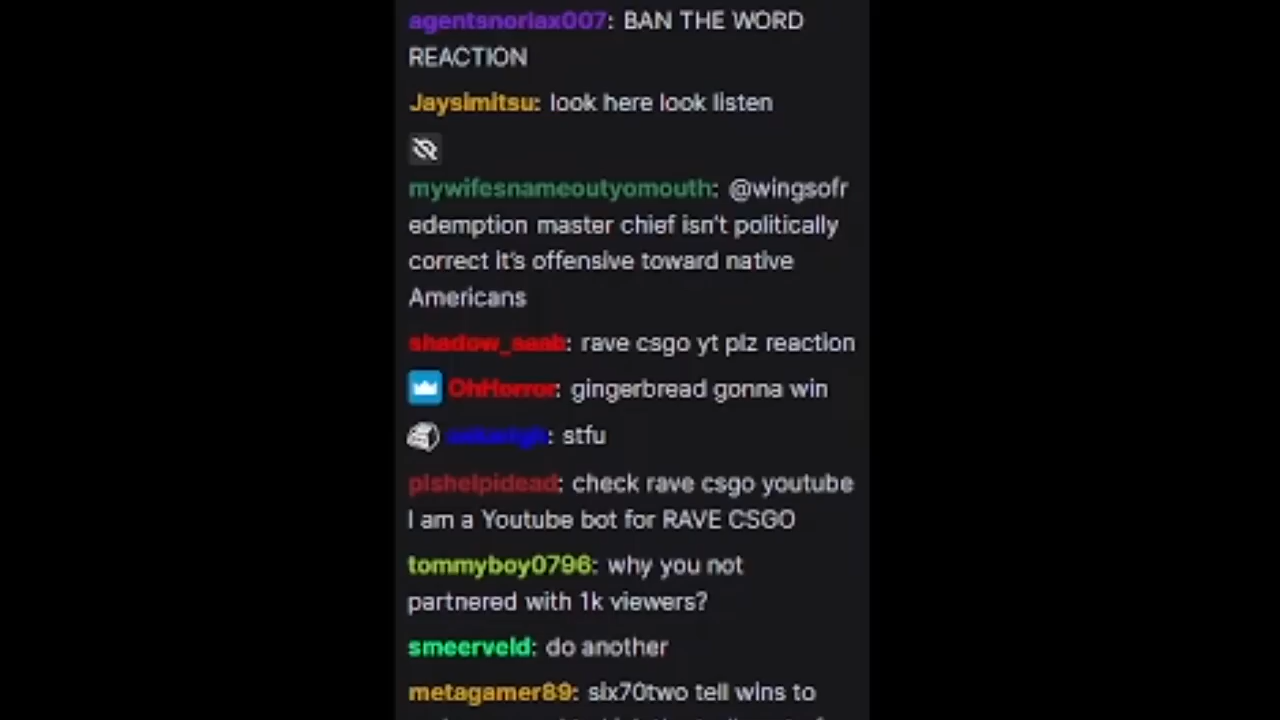 agentsnorlax007: BAN THE WORD
REACTION
Jaysimitsu: look here look listen
mywifesnameoutyomouth: @wingsofr
edemption master chief isn't politically
correct it's offensive toward native
Americans
shadow_saab: rave csgo yt plz reaction
OhHorror: gingerbread gonna win
: stfu
plshelpidead: check rave csgo youtube
I am a Youtube bot for RAVE CSGO
tommyboy0796: why you not
partnered with 1k viewers?
smeerveld: do another
metagamer89: six70two tell wins to